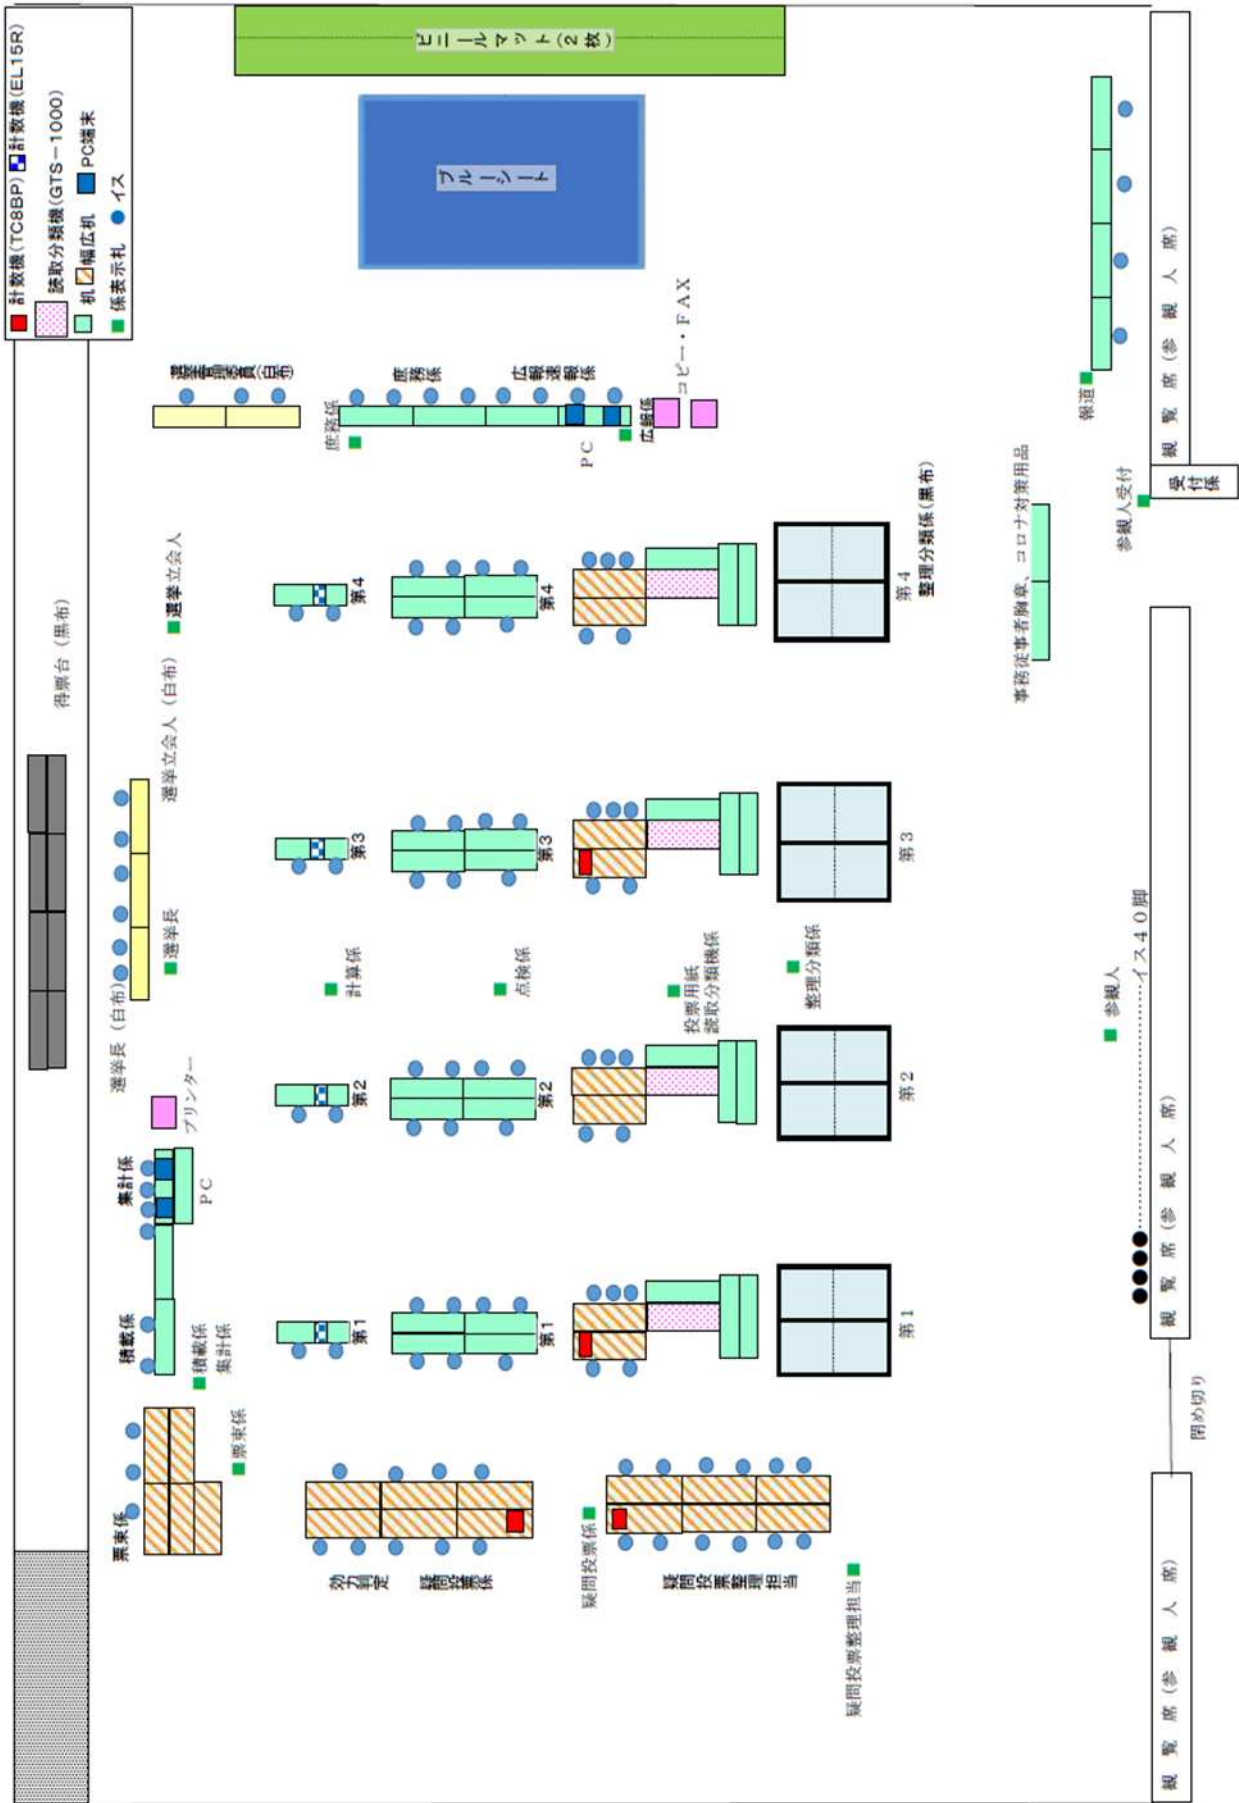 計数機(TC8BP) 計数機(EL15R)
読取分類機(GTS－1000)
机 幅広机 PC端末
係表示札 イス
ビニールマット(２枚)
ブルーシート
得票台（黒布）
選挙管理委員(白布)
庶務係
広報速報係
庶務係
広報係
PC
コピー・FAX
選挙立会人
選挙立会人（白布）
選挙長
選挙長（白布）
プリンター
集計係
PC
積載係
積載係
集計係
票束係
票束係
第1
第2
第3
第4
計算係
第1
第2
第3
第4
点検係
投票用紙
読取分類機係
整理分類係
第1
第2
第3
第4
整理分類係(黒布)
効力判定
疑問投票係
疑問投票係
疑問投票整理担当
疑問投票整理担当
事務従事者胸章、コロナ対策用品
報道
参観人受付
受付係
参観人
イス４０脚
観覧席(参観人席)
観覧席(参観人席)
閉め切り
観覧席(参観人席)